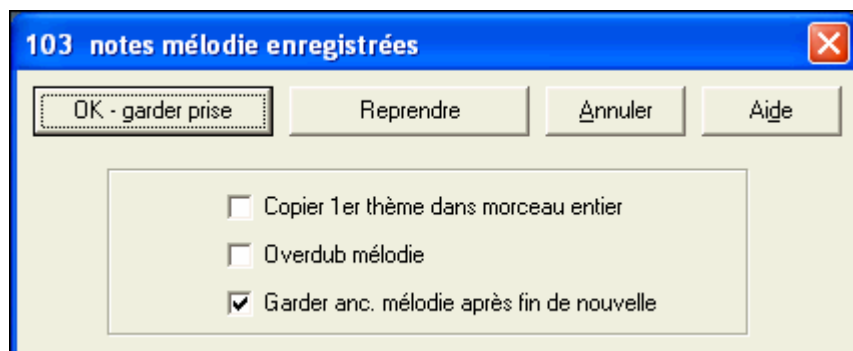 103 notes mélodie enregistrées
OK - garder prise Reprendre Annuler Aide
Copier 1er thème dans morceau entier
Overdub mélodie
Garder anc. mélodie après fin de nouvelle